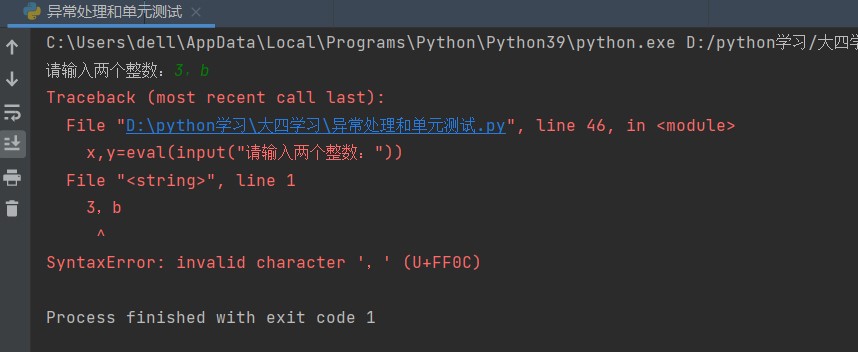 异常处理和单元测试
C:\Users\dell\AppData\Local\Programs\Python\Python39\python.exe D:/python学习/大四学
请输入两个整数：3，b
Traceback (most recent call last):
  File "D:\python学习\大四学习\异常处理和单元测试.py", line 46, in <module>
    x,y=eval(input("请输入两个整数："))
  File "<string>", line 1
    3，b
     ^
SyntaxError: invalid character '，' (U+FF0C)
Process finished with exit code 1